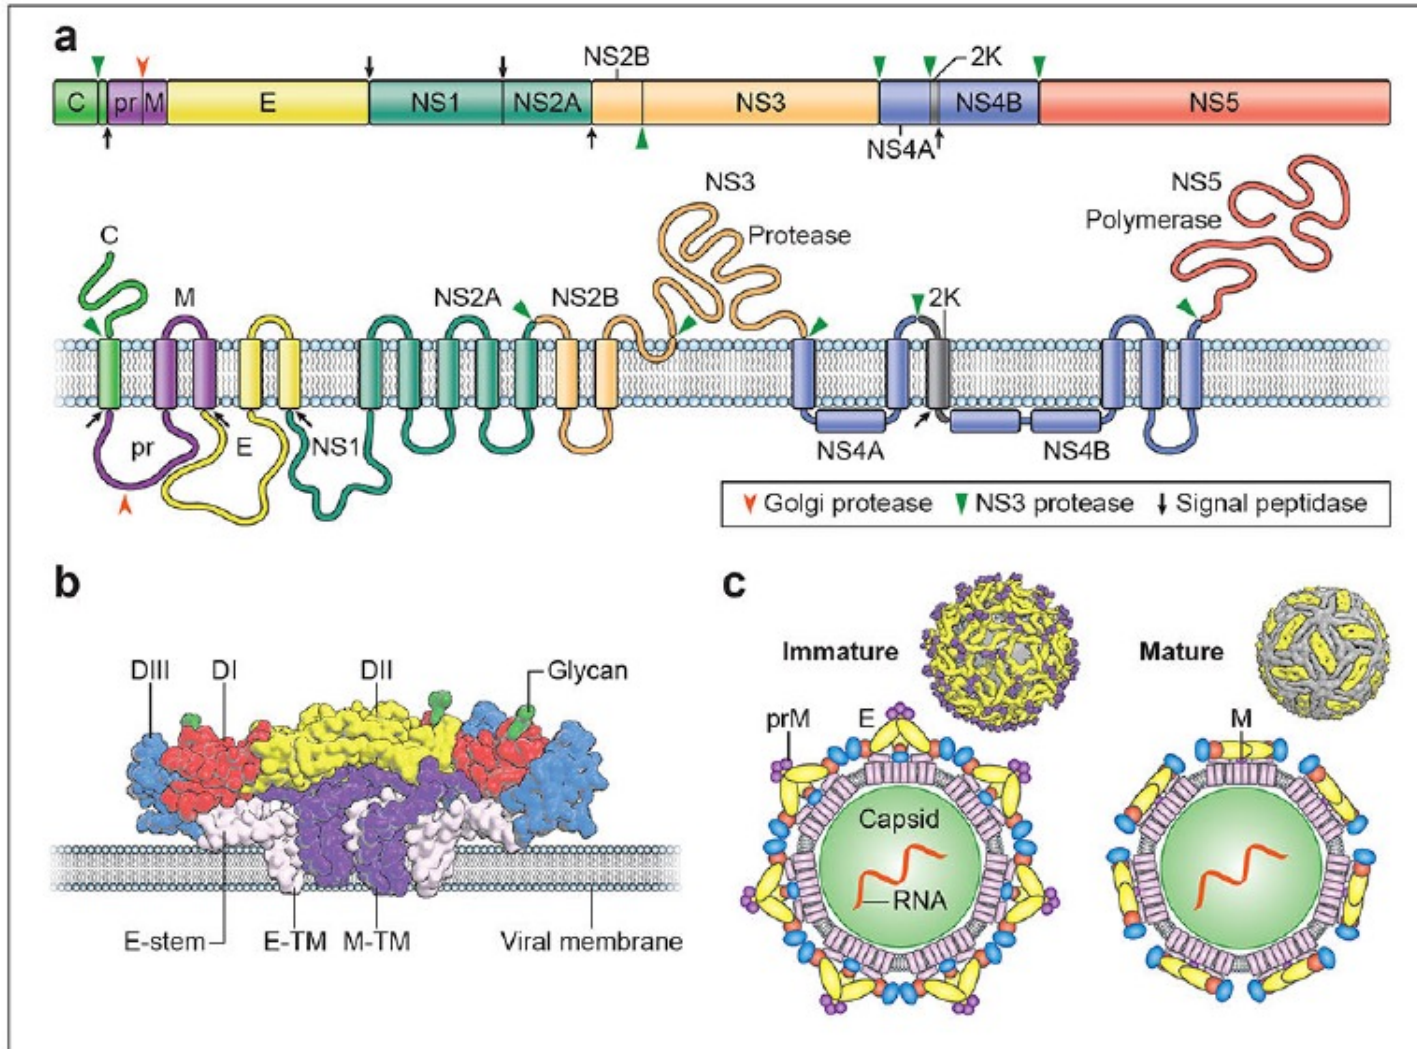 a
NS2B
2K
C pr M E NS1 NS2A NS3 NS4B NS5
NS4A
NS3
NS5
Polymerase
Protease
C
M
NS2A
NS2B
2K
pr
E
NS1
NS4A
NS4B
Golgi protease NS3 protease Signal peptidase
b
DIII DI DII Glycan
E-stem E-TM M-TM Viral membrane
c
Immature
Mature
prM E
M
Capsid
RNA